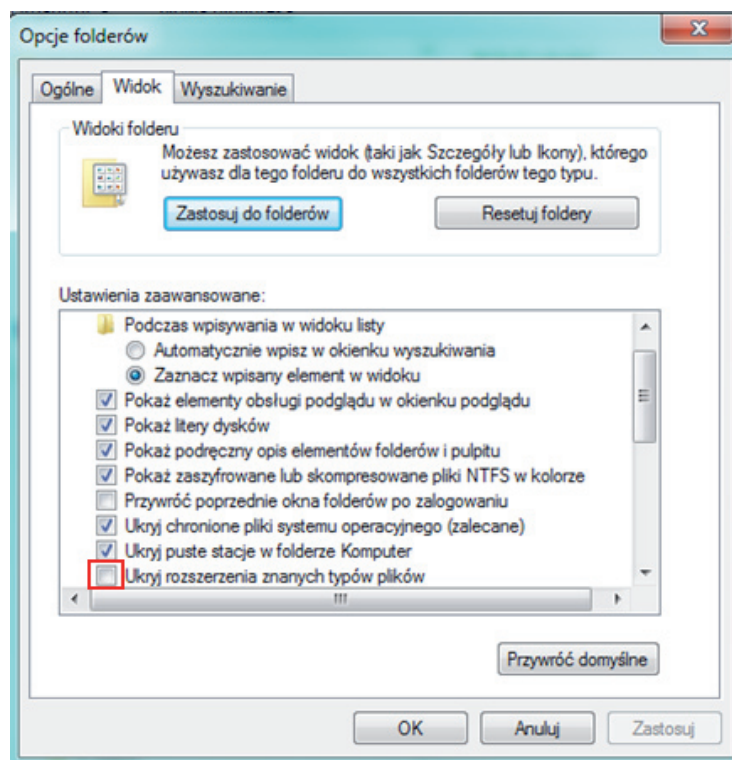 Opcje folderów
Ogólne Widok Wyszukiwanie
Widoki folderu
Możesz zastosować widok (taki jak Szczegóły lub Ikony), którego
używasz dla tego folderu do wszystkich folderów tego typu.
Zastosuj do folderów Resetuj foldery
Ustawienia zaawansowane:
Podczas wpisywania w widoku listy
Automatycznie wpisz w okienku wyszukiwania
Zaznacz wpisany element w widoku
Pokaż elementy obsługi podglądu w okienku podglądu
Pokaż litery dysków
Pokaż podręczny opis elementów folderów i pulpitu
Pokaż zaszyfrowane lub skompresowane pliki NTFS w kolorze
Przywróć poprzednie okna folderów po zalogowaniu
Ukryj chronione pliki systemu operacyjnego (zalecane)
Ukryj puste stacje w folderze Komputer
Ukryj rozszerzenia znanych typów plików
Przywróć domyślne
OK Anuluj Zastosuj